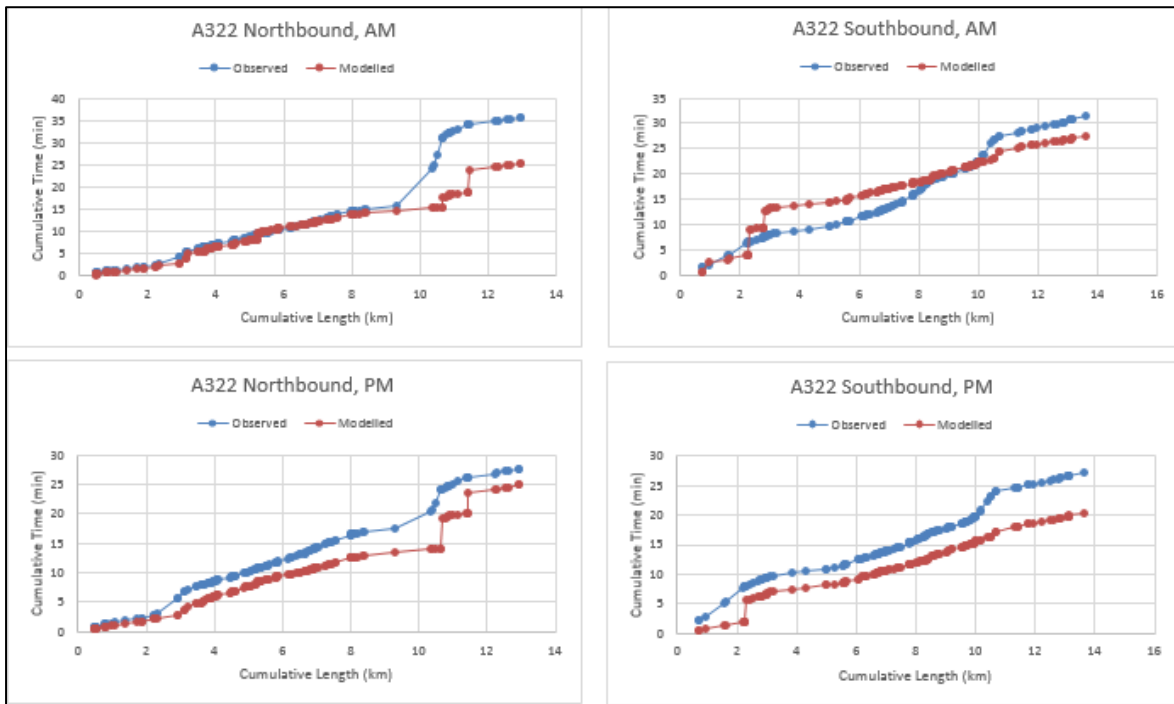 A322 Northbound, AM
Observed Modelled
Cumulative Time (min)
40
35
30
25
20
15
10
5
0
0 2 4 6 8 10 12 14
Cumulative Length (km)
A322 Southbound, AM
Observed Modelled
Cumulative Time (min)
35
30
25
20
15
10
5
0
0 2 4 6 8 10 12 14 16
Cumulative Length (km)
A322 Northbound, PM
Observed Modelled
Cumulative Time (min)
30
25
20
15
10
5
0
0 2 4 6 8 10 12 14
Cumulative Length (km)
A322 Southbound, PM
Observed Modelled
Cumulative Time (min)
30
25
20
15
10
5
0
0 2 4 6 8 10 12 14 16
Cumulative Length (km)